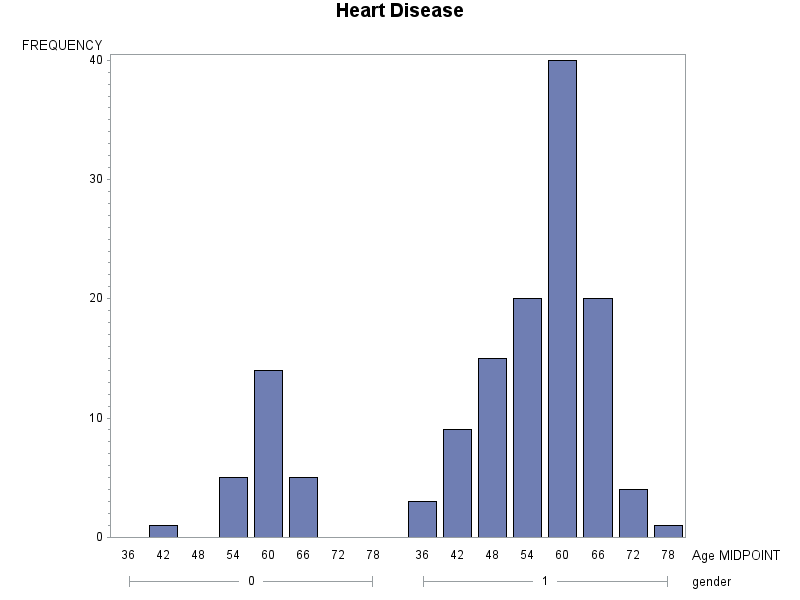 Heart Disease
FREQUENCY
40
30
20
10
0
36 42 48 54 60 66 72 78 36 42 48 54 60 66 72 78 Age MIDPOINT
0 1 gender